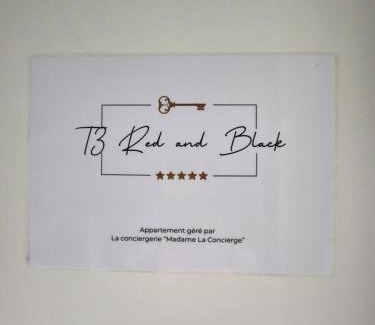 T3 Red and Black
Appartement géré par
La conciergerie "Madame La Concierge"